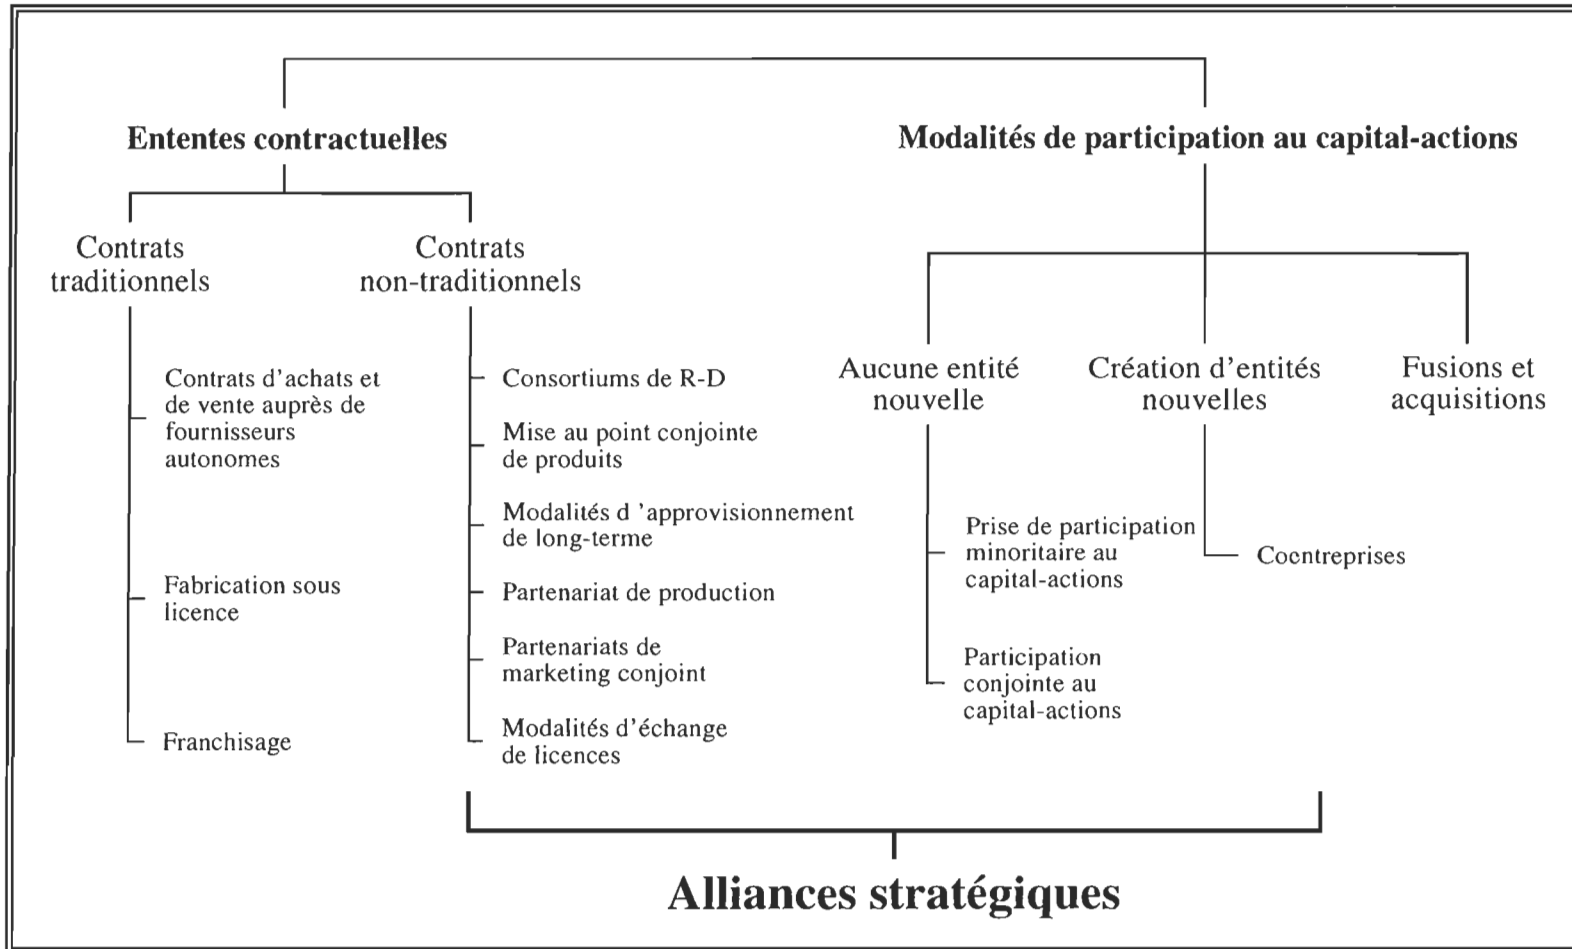 Ententes contractuelles
Modalités de participation au capital-actions
Contrats
traditionnels
Contrats
non-traditionnels
Contrats d'achats et
de vente auprès de
fournisseurs
autonomes
Fabrication sous
licence
Franchisage
Consortiums de R-D
Mise au point conjointe
de produits
Modalités d 'approvisionnement
de long-terme
Partenariat de production
Partenariats de
marketing conjoint
Modalités d'échange
de licences
Aucune entité
nouvelle
Création d'entités
nouvelles
Fusions et
acquisitions
Prise de participation
minoritaire au
capital-actions
Participation
conjointe au
capital-actions
Coentreprises
Alliances stratégiques